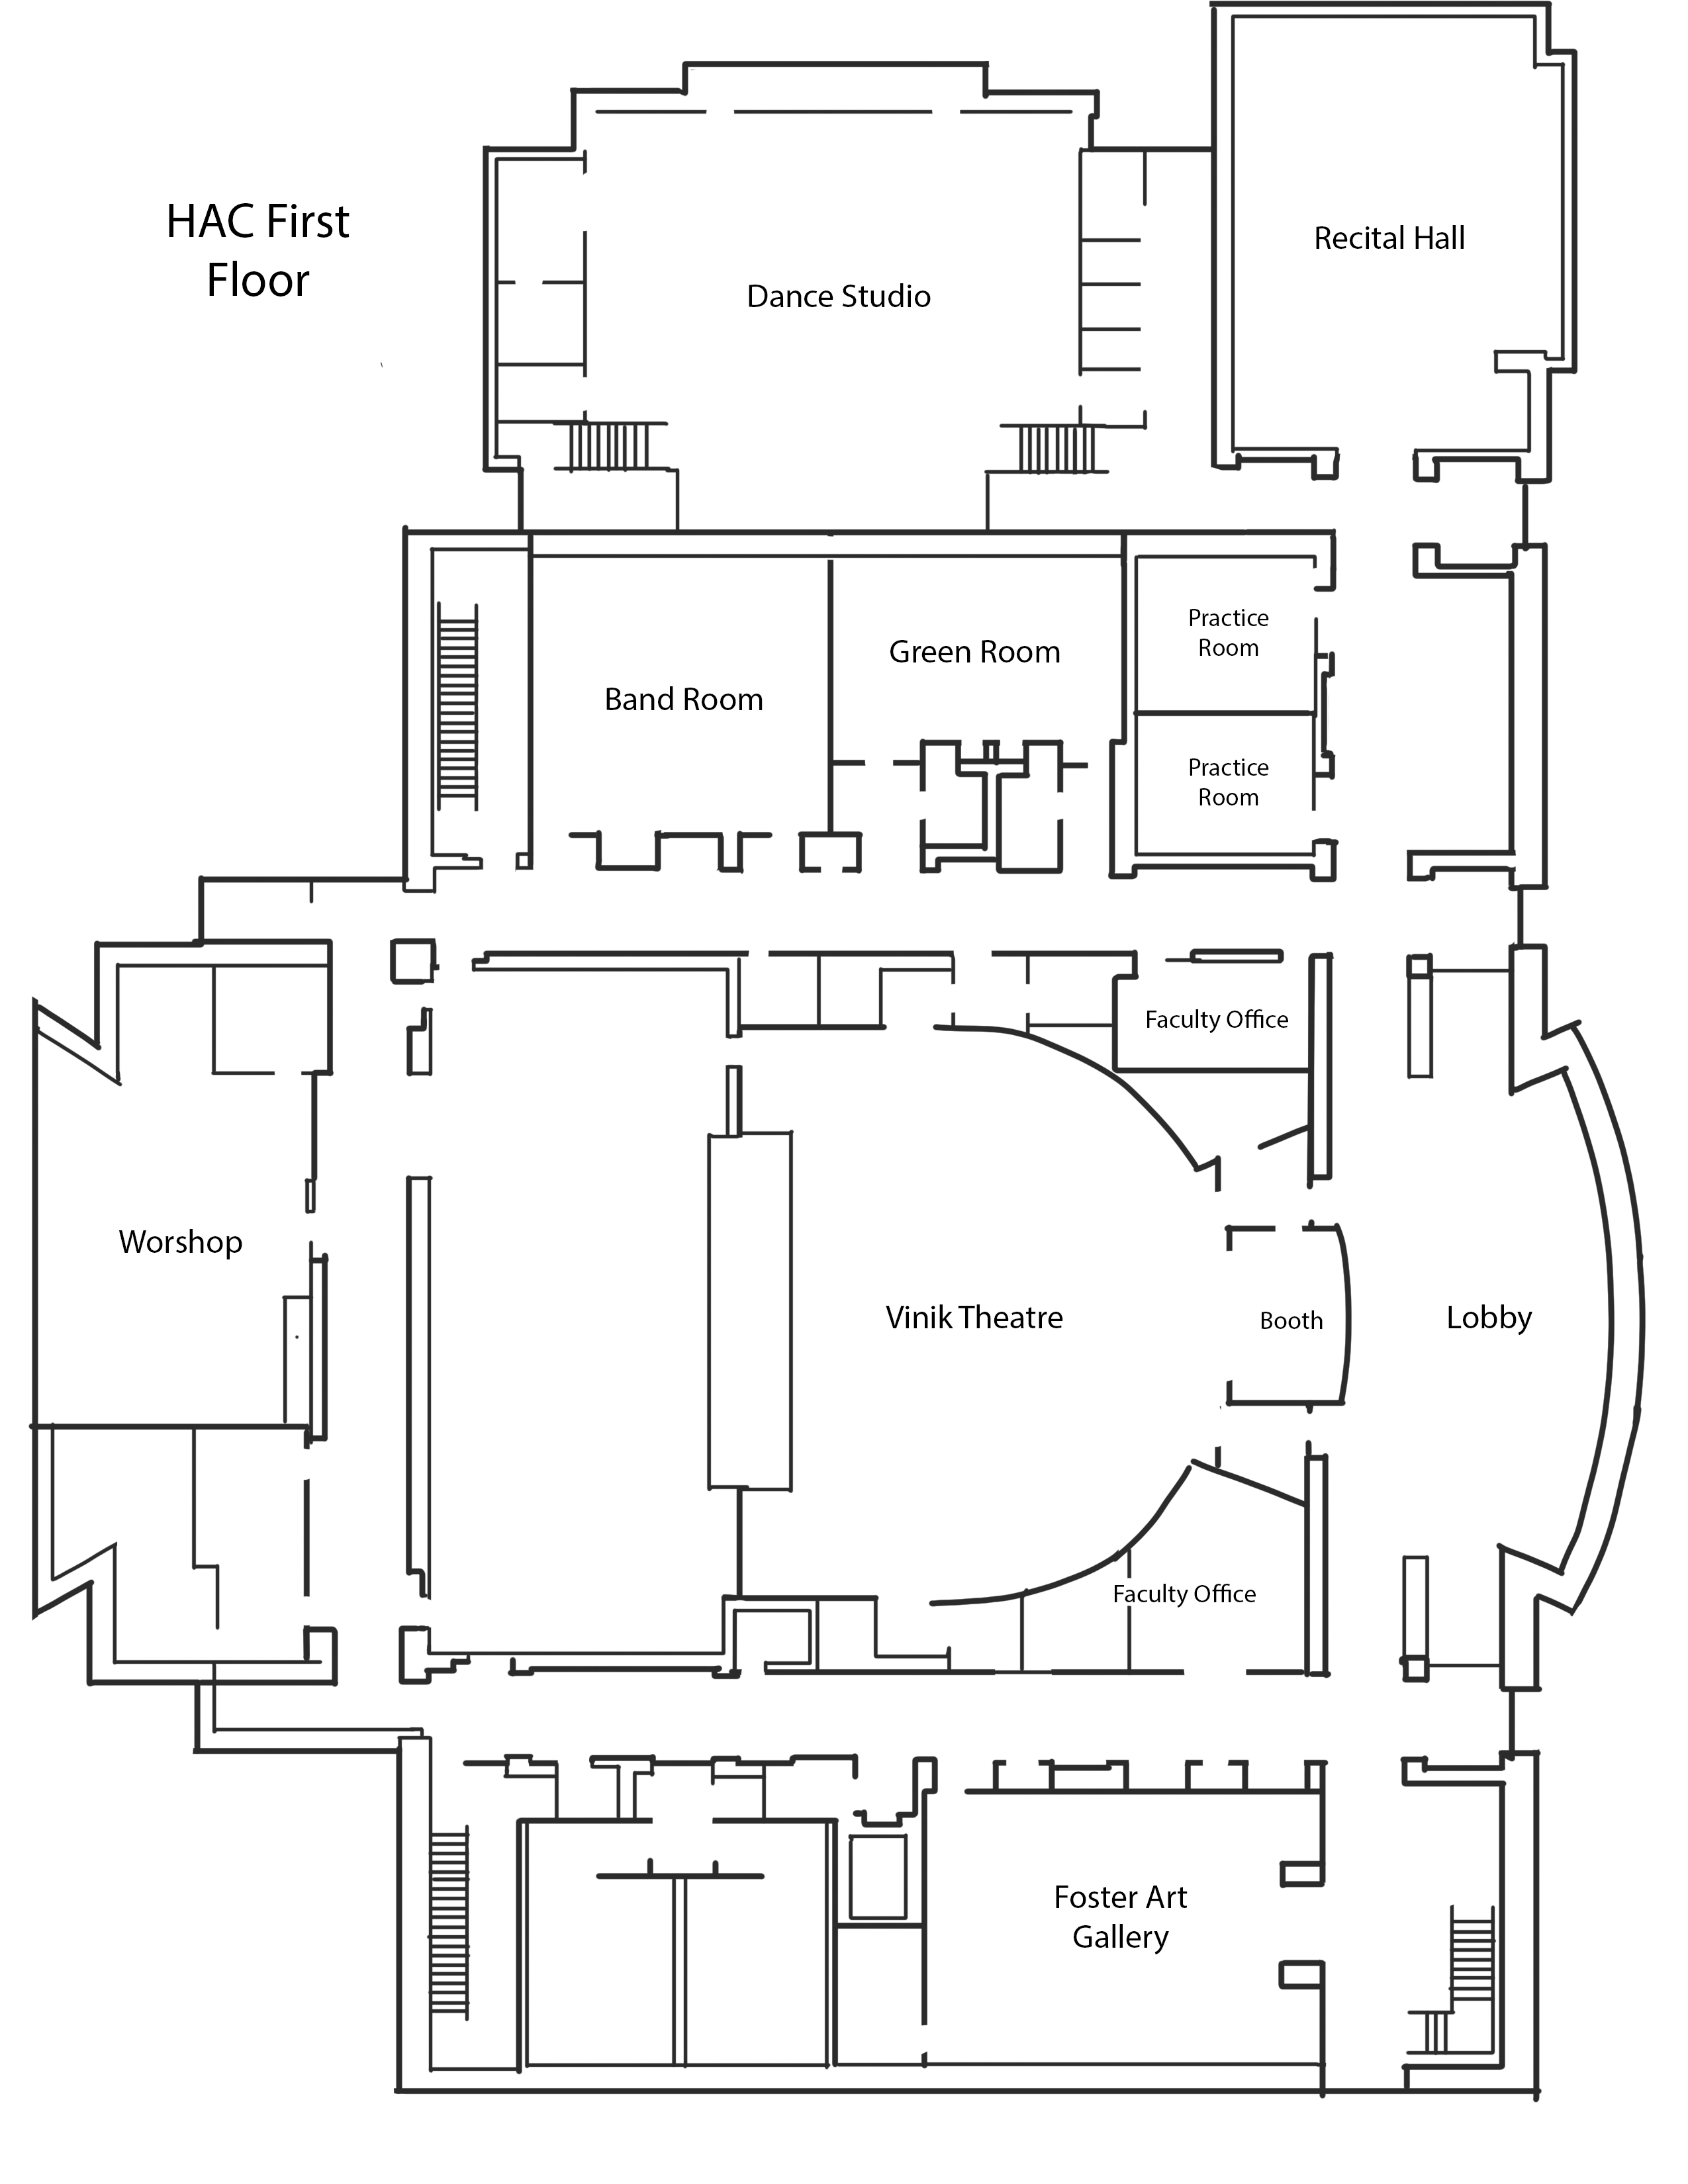 HAC First
Floor
Recital Hall
Dance Studio
Practice
Room
Green Room
Band Room
Practice
Room
Faculty Office
Worshop
Vinik Theatre
Booth
Lobby
Faculty Office
Foster Art
Gallery